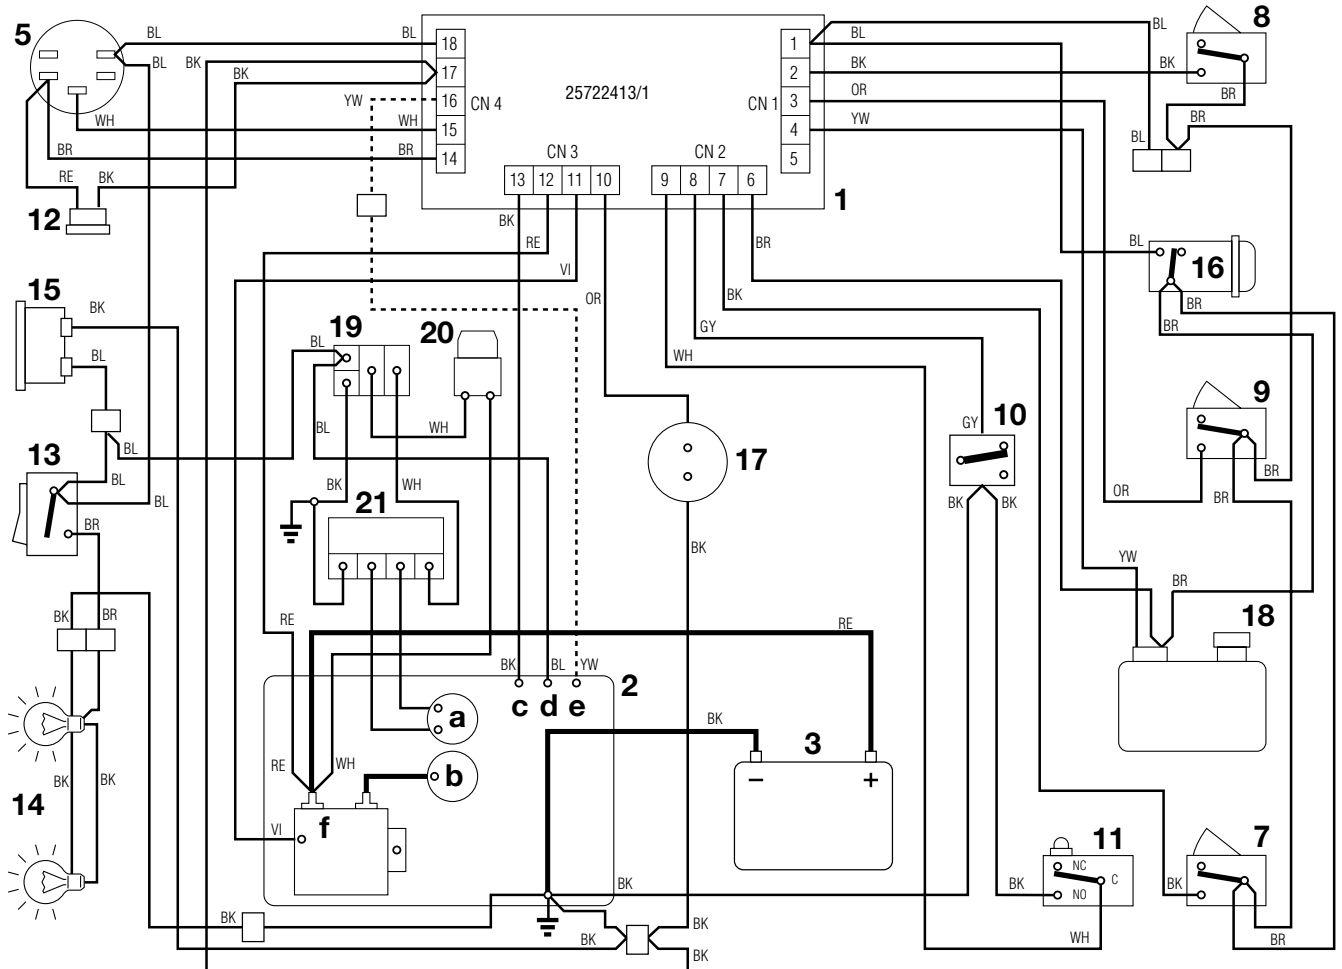 5
BL
BL
BL
BK
BK
YW
WH
WH
BR
BR
RE
BK
12
18
17
16
15
14
CN 4
25722413/1
CN 3
13
12
11
10
CN 2
9
8
7
6
CN 1
1
2
3
4
5
1
BL
BL
BK
BK
OR
YW
8
BR
BR
BL
BL
16
BR
BR
BK
RE
VI
OR
BR
BK
GY
WH
15
BK
BL
19
20
BL
WH
BK
WH
21
13
BL
BL
BL
BR
17
BK
10
GY
BK
BK
9
BR
OR
BR
YW
BR
18
BK
BR
14
BK
BK
RE
RE
BK
BL
YW
2
c
d
e
a
b
f
RE
WH
VI
BK
3
–
+
11
NC
C
NO
BK
WH
7
BK
BR
BK
BK
BK
BK
BK